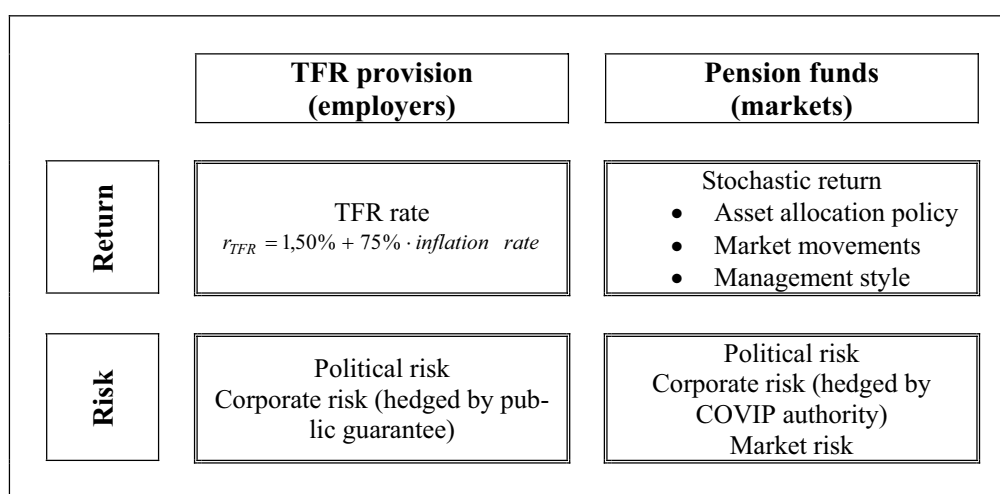 TFR provision
(employers)
Pension funds
(markets)
Return
TFR rate
r_TFR = 1,50% + 75% · inflation rate
Stochastic return
• Asset allocation policy
• Market movements
• Management style
Risk
Political risk
Corporate risk (hedged by pub-
lic guarantee)
Political risk
Corporate risk (hedged by
COVIP authority)
Market risk